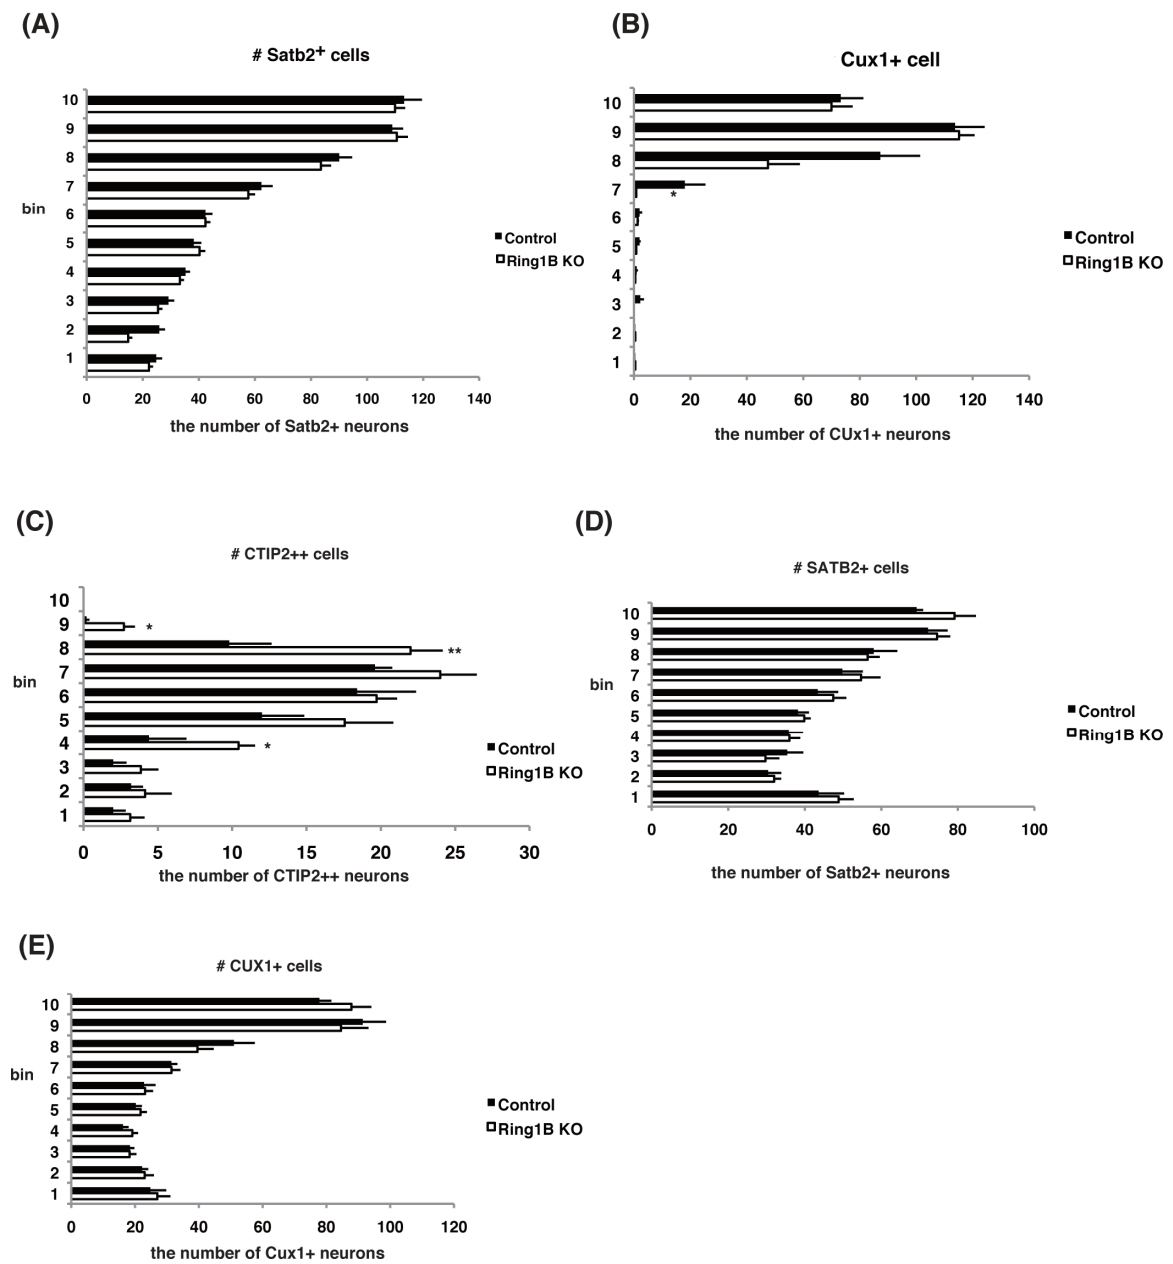 (A)
# Satb2+ cells
10
9
8
7
6
5
4
3
2
1
bin
0 20 40 60 80 100 120 140
the number of Satb2+ neurons
Control
Ring1B KO
(B)
Cux1+ cell
10
9
8
7
*
6
5
4
3
2
1
0 20 40 60 80 100 120 140
the number of CUx1+ neurons
Control
Ring1B KO
(C)
# CTIP2++ cells
10
9 *
8 **
7
6
5
4 *
3
2
1
bin
0 5 10 15 20 25 30
the number of CTIP2++ neurons
Control
Ring1B KO
(D)
# SATB2+ cells
10
9
8
7
6
5
4
3
2
1
bin
0 20 40 60 80 100
the number of Satb2+ neurons
Control
Ring1B KO
(E)
# CUX1+ cells
10
9
8
7
6
5
4
3
2
1
bin
0 20 40 60 80 100 120
the number of Cux1+ neurons
Control
Ring1B KO